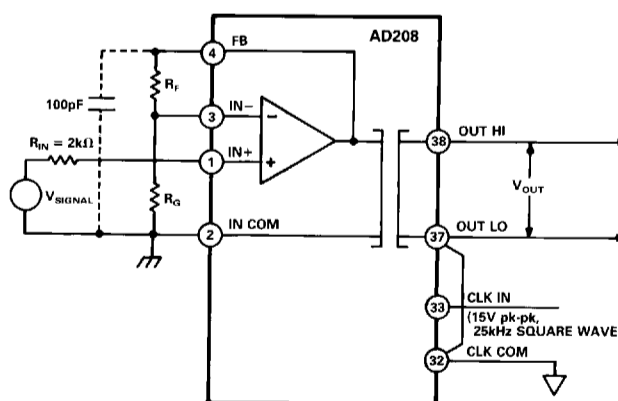 AD208
4 FB
R_F
100pF
3 IN−
−
R_IN = 2kΩ
1 IN+
+
38 OUT HI
V_SIGNAL
R_G
V_OUT
2 IN COM
37 OUT LO
33 CLK IN
(15V pk-pk,
25kHz SQUARE WAVE
32 CLK COM